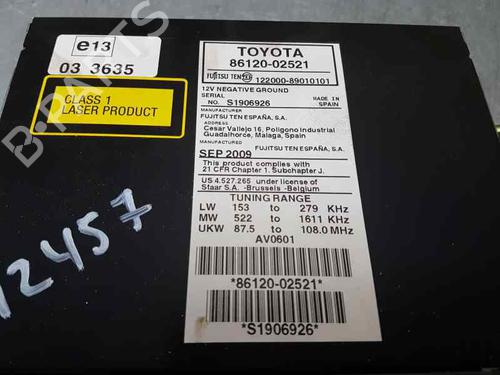 e13
03 3635
CLASS 1
LASER PRODUCT
TOYOTA
86120-02521
FUJITSU TEN 122000-89010101
12V NEGATIVE GROUND
SERIAL
NO. S1906926
MADE IN
SPAIN
MANUFACTURER
FUJITSU TEN ESPAÑA, S.A.
ADDRESS
Cesar Vallejo 16, Poligono Industrial
Guadalhorce, Malaga, Spain
MANUFACTURED
FUJITSU TEN ESPAÑA, S.A.
SEP 2009
This product complies with
21 CFR Chapter 1. Subchapter J.
US 4.527.265 under license of
Staar S.A. -Brussels -Belgium
TUNING RANGE
LW 153 to 279 KHz
MW 522 to 1611 KHz
UKW 87.5 to 108.0 MHz
AV0601
*86120-02521*
*S1906926*
12457
B-PARTS